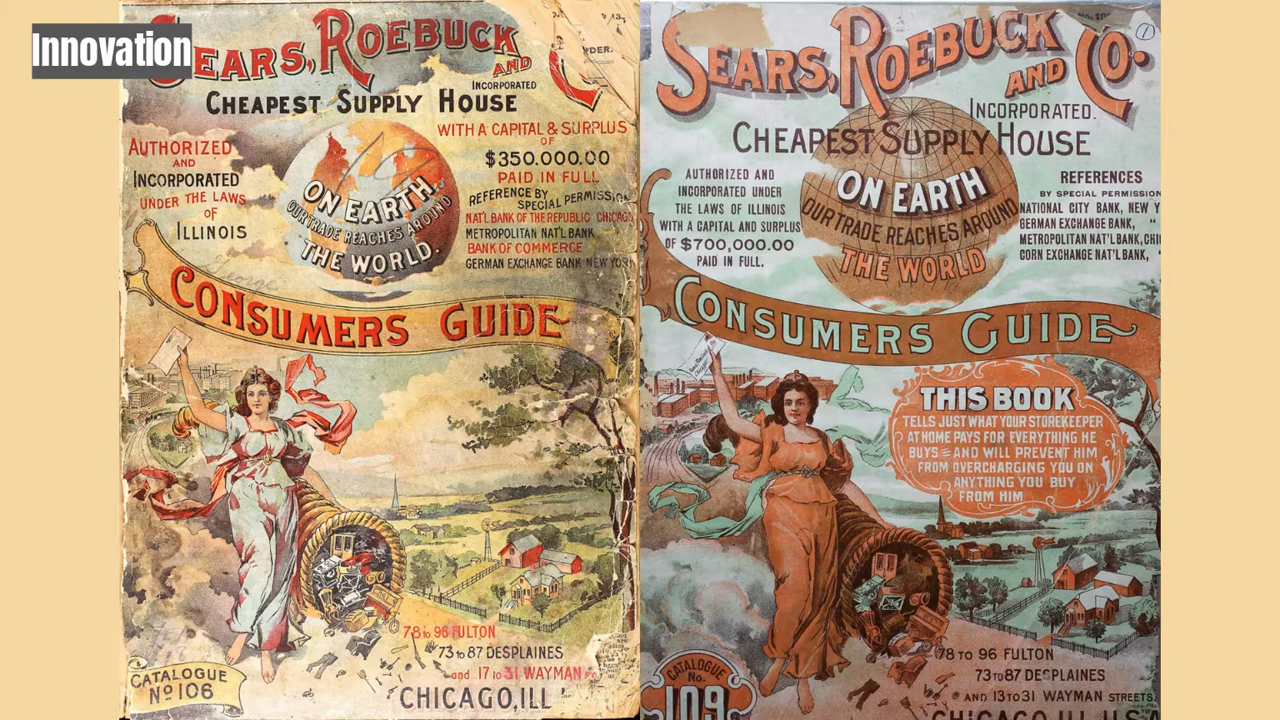 Innovation
SEARS, ROEBUCK
AND
INCORPORATED
CHEAPEST SUPPLY HOUSE
AUTHORIZED
AND
INCORPORATED
UNDER THE LAWS
OF
ILLINOIS
ON EARTH
OUR TRADE REACHES AROUND
THE WORLD.
WITH A CAPITAL & SURPLUS
OF
$350.000.00
PAID IN FULL
REFERENCE BY
SPECIAL PERMISSION
NAT'L BANK OF THE REPUBLIC CHICAGO
METROPOLITAN NAT'L BANK
BANK OF COMMERCE
GERMAN EXCHANGE BANK NEW YORK
CONSUMERS GUIDE
78 to 96 FULTON
73 to 87 DESPLAINES
and 17 to 31 WAYMAN
CHICAGO, ILL
CATALOGUE
No 106
SEARS, ROEBUCK
AND CO.
INCORPORATED.
CHEAPEST SUPPLY HOUSE
AUTHORIZED AND
INCORPORATED UNDER
THE LAWS OF ILLINOIS
WITH A CAPITAL AND SURPLUS
OF $700,000.00
PAID IN FULL.
ON EARTH
OUR TRADE REACHES AROUND
THE WORLD
REFERENCES
BY SPECIAL PERMISSION
NATIONAL CITY BANK, NEW Y
GERMAN EXCHANGE BANK, "
METROPOLITAN NAT'L BANK, CHI
CORN EXCHANGE NAT'L BANK, "
CONSUMERS GUIDE
THIS BOOK
TELLS JUST WHAT YOUR STOREKEEPER
AT HOME PAYS FOR EVERYTHING HE
BUYS = AND WILL PREVENT HIM
FROM OVERCHARGING YOU ON
ANYTHING YOU BUY
FROM HIM
78 TO 96 FULTON
73 to 87 DESPLAINES
AND 13 to 31 WAYMAN STREETS
CHICAGO, ILL. U.S.A
CATALOGUE
No.
109